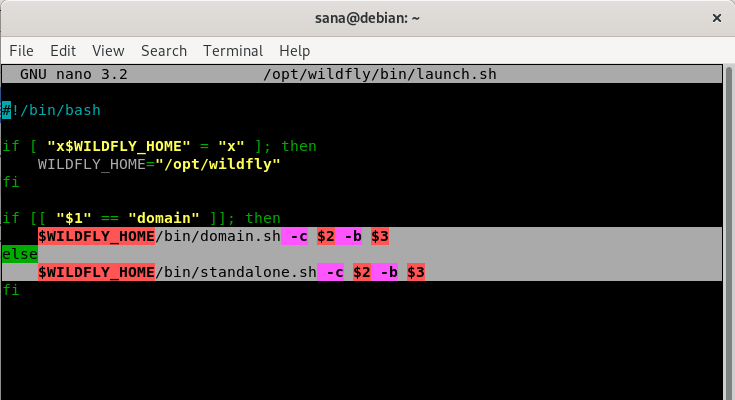 sana@debian: ~ ×
File Edit View Search Terminal Help
GNU nano 3.2 /opt/wildfly/bin/launch.sh
#!/bin/bash
if [ "x$WILDFLY_HOME" = "x" ]; then
WILDFLY_HOME="/opt/wildfly"
fi
if [[ "$1" == "domain" ]]; then
$WILDFLY_HOME/bin/domain.sh -c $2 -b $3
else
$WILDFLY_HOME/bin/standalone.sh -c $2 -b $3
fi